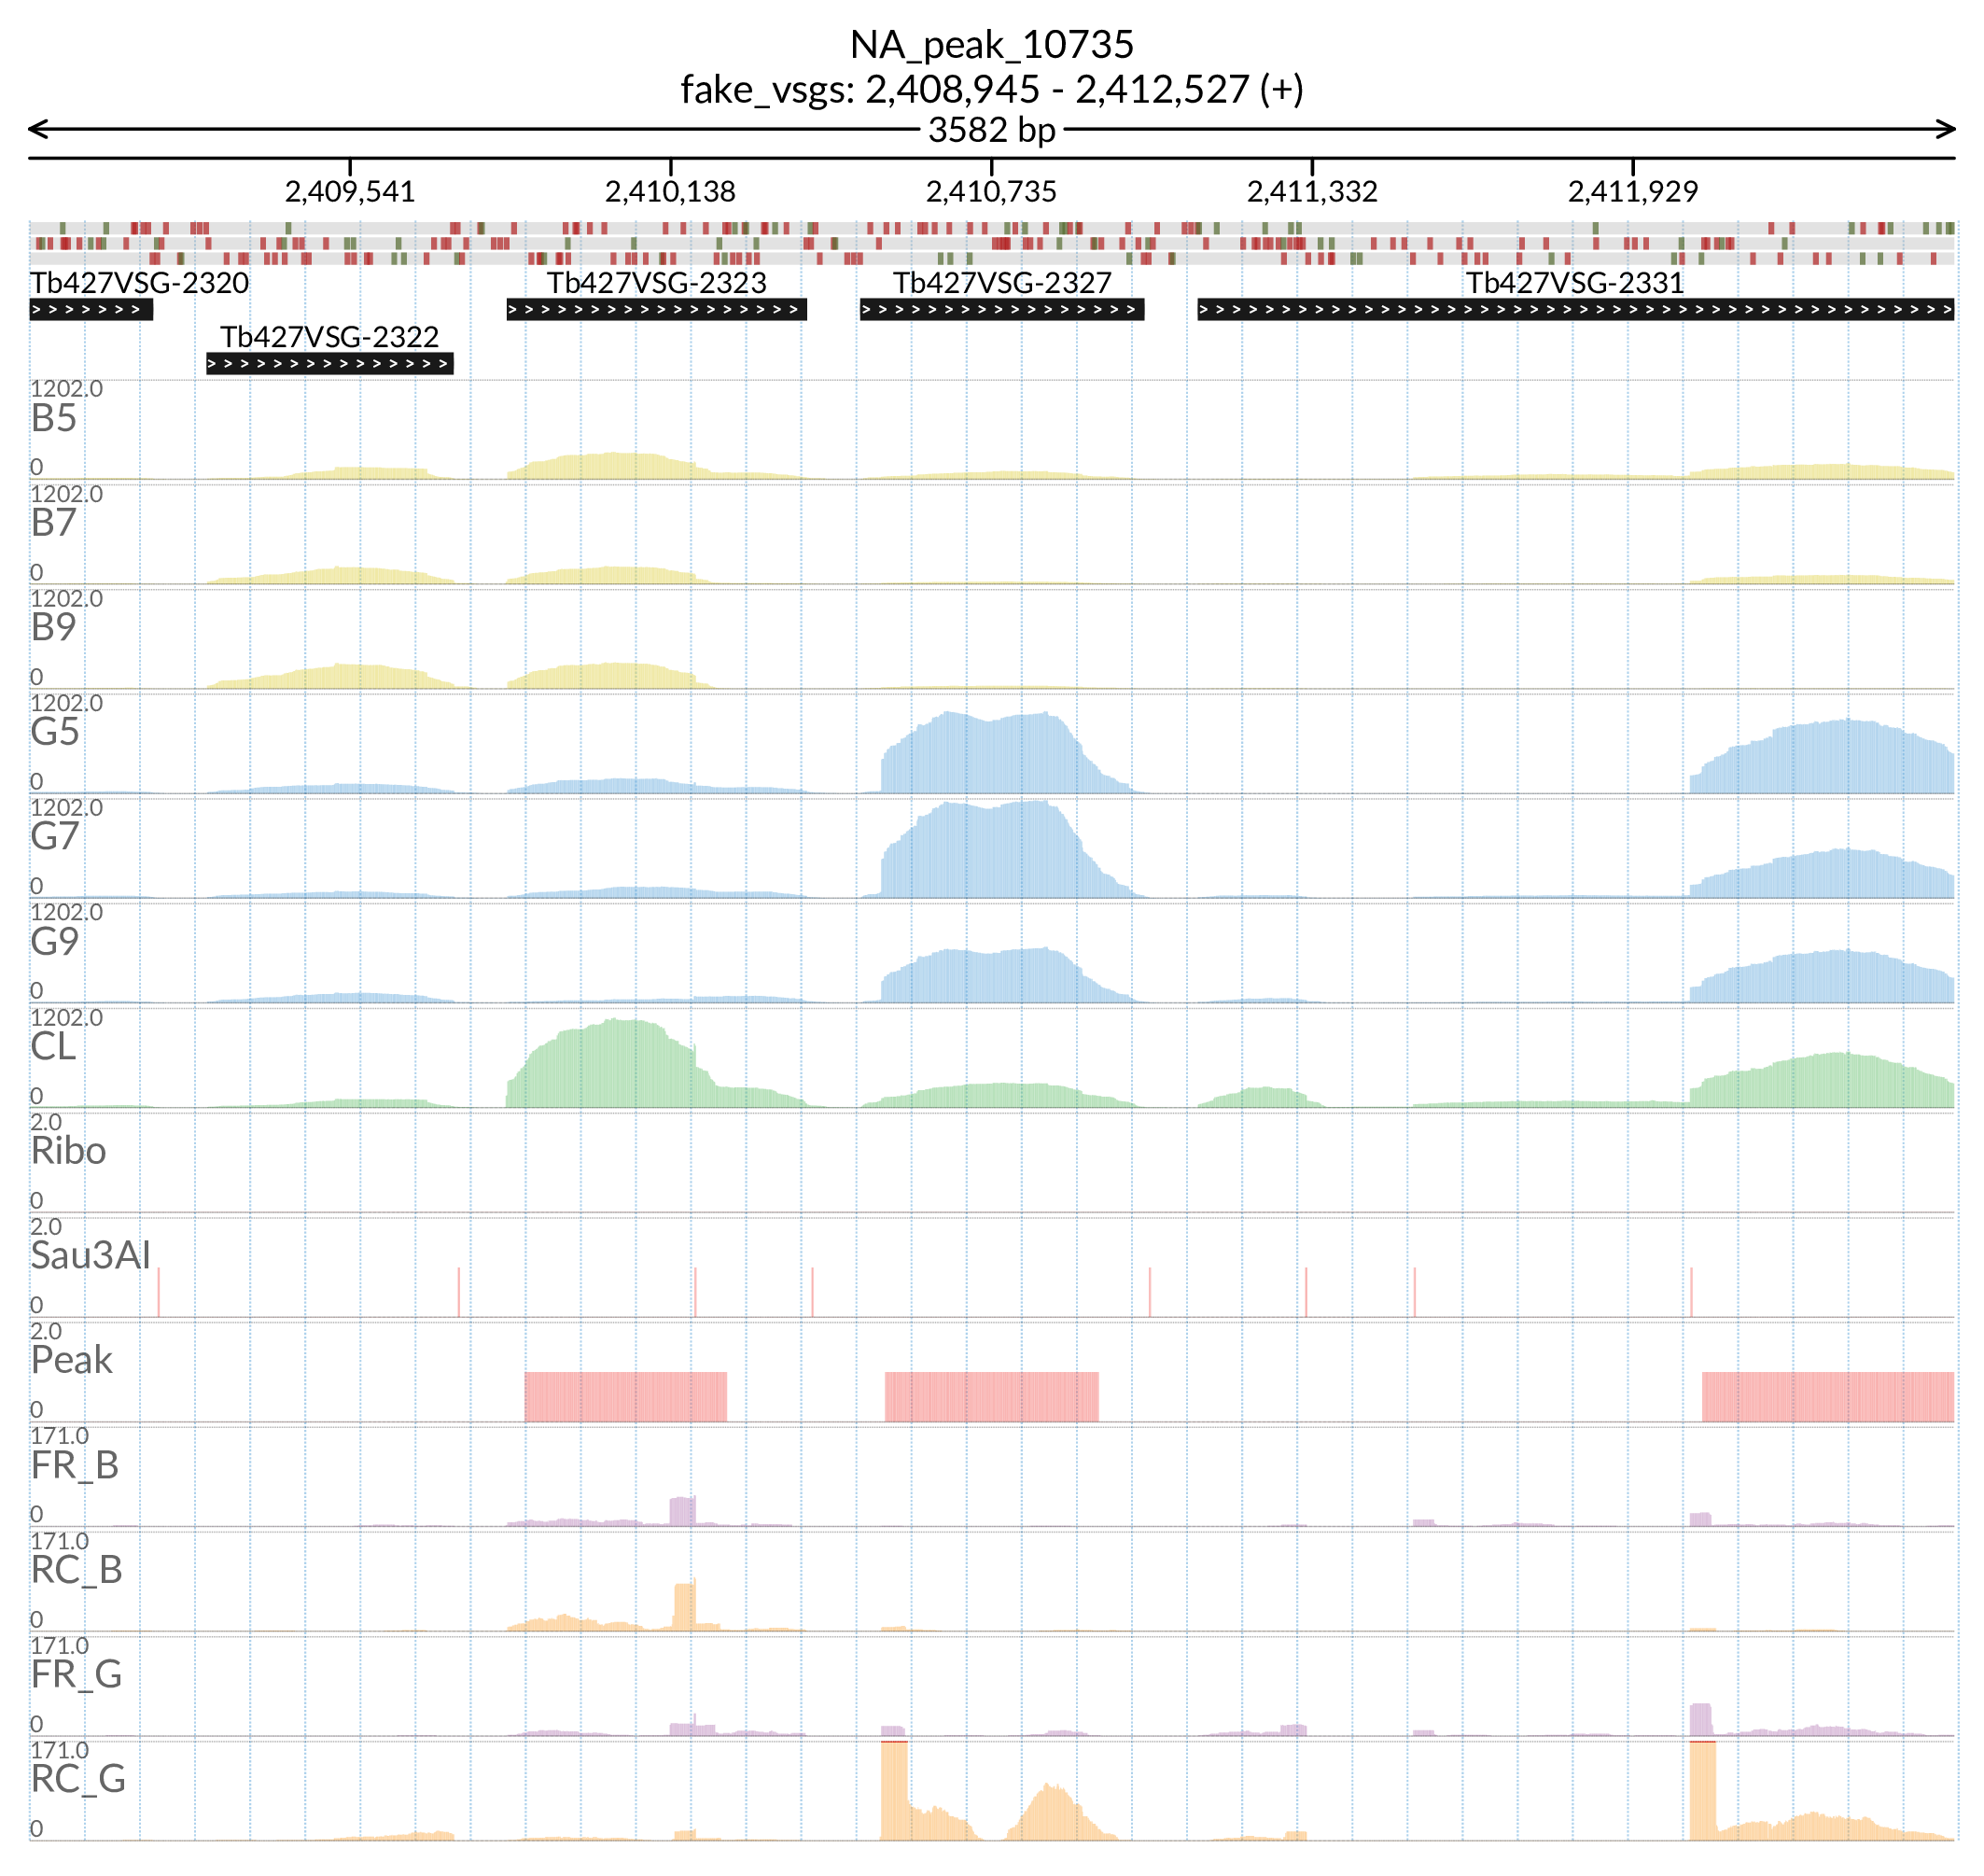 NA_peak_10735
fake_vsgs: 2,408,945 - 2,412,527 (+)
3582 bp
2,409,541 2,410,138 2,410,735 2,411,332 2,411,929
Tb427VSG-2320 Tb427VSG-2323 Tb427VSG-2327 Tb427VSG-2331
Tb427VSG-2322
1202.0
B5
0
1202.0
B7
0
1202.0
B9
0
1202.0
G5
0
1202.0
G7
0
1202.0
G9
0
1202.0
CL
0
2.0
Ribo
0
2.0
Sau3AI
0
2.0
Peak
0
171.0
FR_B
0
171.0
RC_B
0
171.0
FR_G
0
171.0
RC_G
0